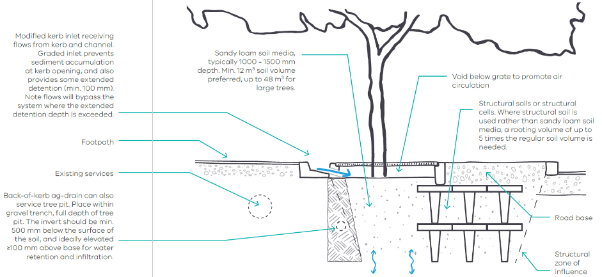 Modified kerb inlet receiving
flows from kerb and channel.
Graded inlet prevents
sediment accumulation
at kerb opening, and also
provides some extended
detention (min. 100 mm).
Note flows will bypass the
system where the extended
detention depth is exceeded.
Footpath
Existing services
Back-of-kerb ag-drain can also
service tree pit. Place within
gravel trench, full depth of tree
pit. The invert should be min.
500 mm below the surface of
the soil, and ideally elevated
≥100 mm above base for water
retention and infiltration.
Sandy loam soil media,
typically 1000 - 1500 mm
depth. Min. 12 m³ soil volume
preferred, up to 48 m³ for
large trees.
Void below grate to promote air
circulation
Structural soils or structural
cells. Where structural soil is
used rather than sandy loam soil
media, a rooting volume of up to
5 times the regular soil volume is
needed.
Road base
Structural
zone of
influence